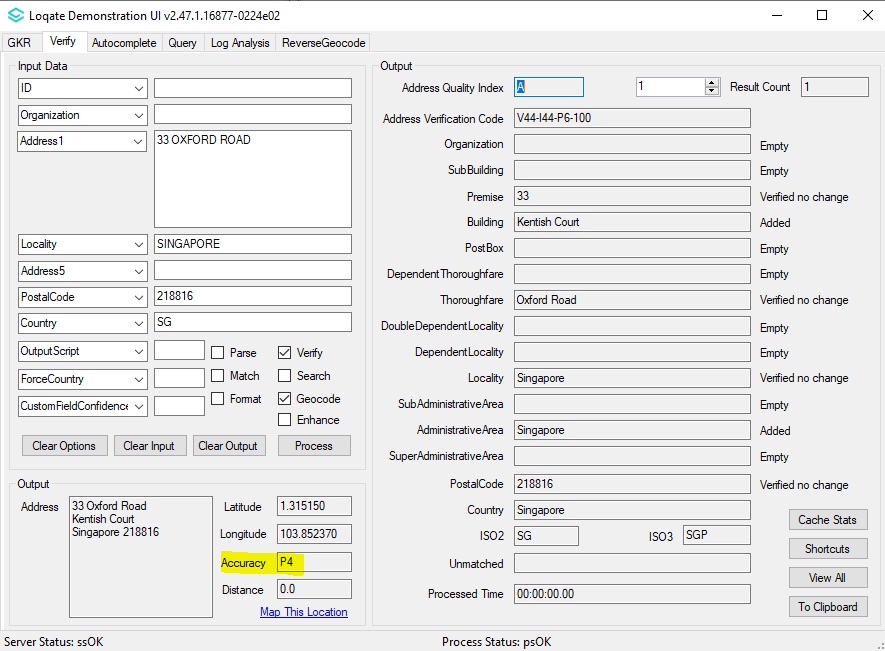 Loqate Demonstration UI v2.47.1.16877-0224e02
GKR Verify Autocomplete Query Log Analysis ReverseGeocode
Input Data
ID
Organization
Address1 33 OXFORD ROAD
Locality SINGAPORE
Address5
PostalCode 218816
Country SG
OutputScript Parse Verify
ForceCountry Match Search
Format Geocode
CustomFieldConfidence
Enhance
Clear Options Clear Input Clear Output Process
Output
Address 33 Oxford Road
Kentish Court
Singapore 218816
Latitude 1.315150
Longitude 103.852370
Accuracy P4
Distance 0.0
Map This Location
Output
Address Quality Index A 1 Result Count 1
Address Verification Code V44-I44-P6-100
Organization Empty
SubBuilding Empty
Premise 33 Verified no change
Building Kentish Court Added
PostBox Empty
DependentThoroughfare Empty
Thoroughfare Oxford Road Verified no change
DoubleDependentLocality Empty
DependentLocality Empty
Locality Singapore Verified no change
SubAdministrativeArea Empty
AdministrativeArea Singapore Added
SuperAdministrativeArea Empty
PostalCode 218816 Verified no change
Country Singapore
ISO2 SG ISO3 SGP
Unmatched
Processed Time 00:00:00.00
Cache Stats
Shortcuts
View All
To Clipboard
Server Status: ssOK Process Status: psOK